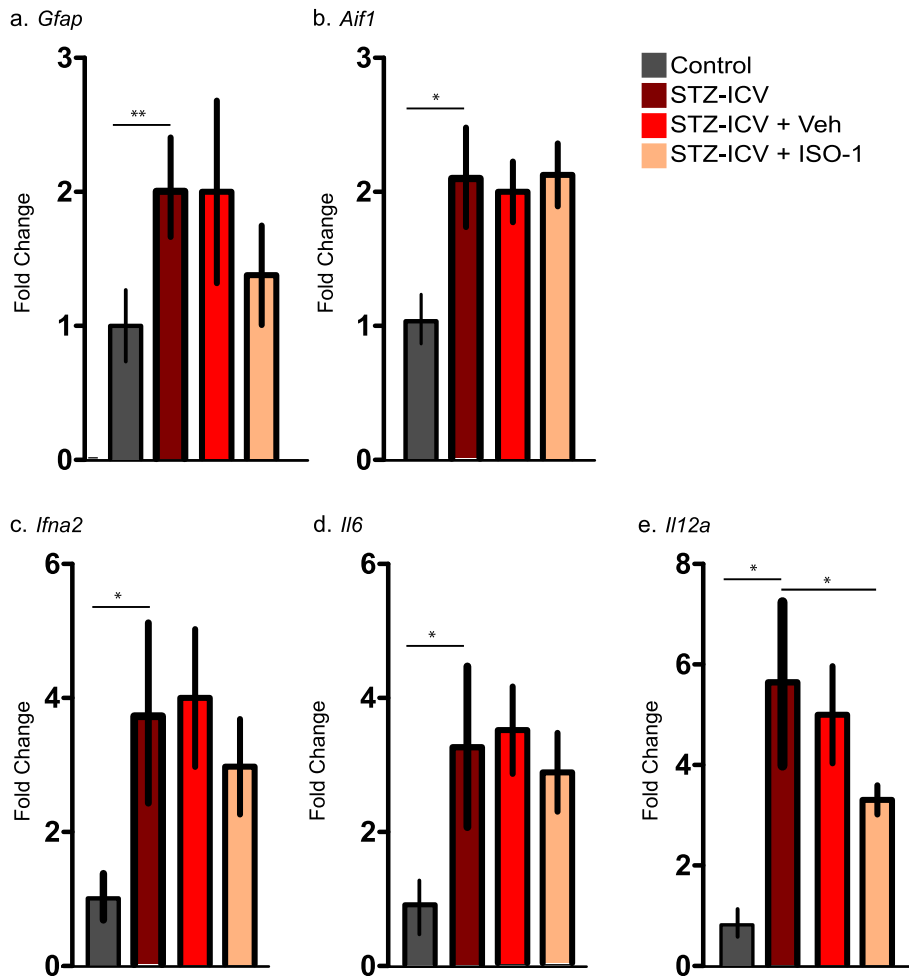 a. Gfap
b. Aif1
Control
STZ-ICV
STZ-ICV + Veh
STZ-ICV + ISO-1
3
2
1
0
Fold Change
**
3
2
1
0
Fold Change
*
c. Ifna2
d. Il6
e. Il12a
6
4
2
0
Fold Change
*
6
4
2
0
Fold Change
*
8
6
4
2
0
Fold Change
*
*